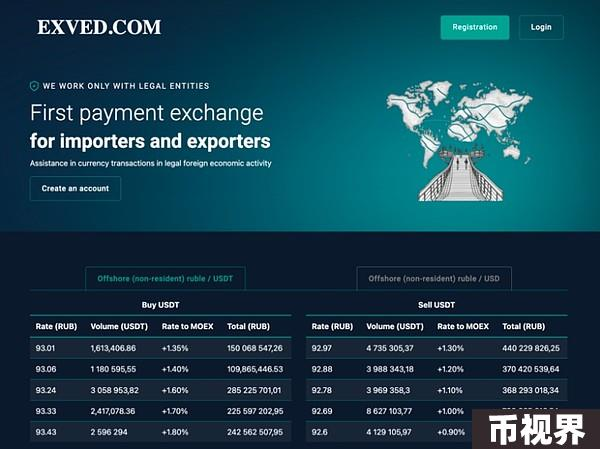 EXVED.COM
Registration
Login
WE WORK ONLY WITH LEGAL ENTITIES
First payment exchange
for importers and exporters
Assistance in currency transactions in legal foreign economic activity
Create an account
Offshore (non-resident) ruble / USDT
Offshore (non-resident) ruble / USD
Buy USDT
Sell USDT
Rate (RUB) Volume (USDT) Rate to MOEX Total (RUB) Rate (RUB) Volume (USDT) Rate to MOEX Total (RUB)
93.01 1,613,406.86 +1.35% 150 068 547,26 92.97 4 735 305,37 +1.30% 440 229 826,25
93.06 1 180 595,55 +1.40% 109,865,446.53 92.88 3 988 343,18 +1.20% 370 420 539,64
93.24 3 058 953,82 +1.60% 285 225 701,01 92.78 3 969 358,3 +1.10% 368 293 018,34
93.33 2,417,078.36 +1.70% 225 597 202,95 92.69 8 627 103,77 +1.00%
93.43 2 596 294 +1.80% 242 562 507,95 92.6 4 129 105,97 +0.90%
币视界